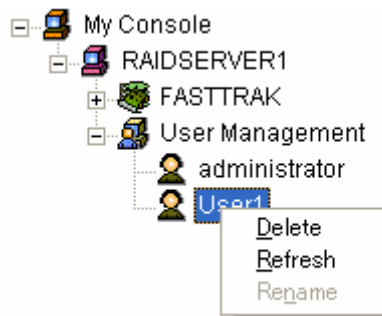 My Console
RAIDSERVER1
FASTTRAK
User Management
administrator
User1
Delete
Refresh
Rename